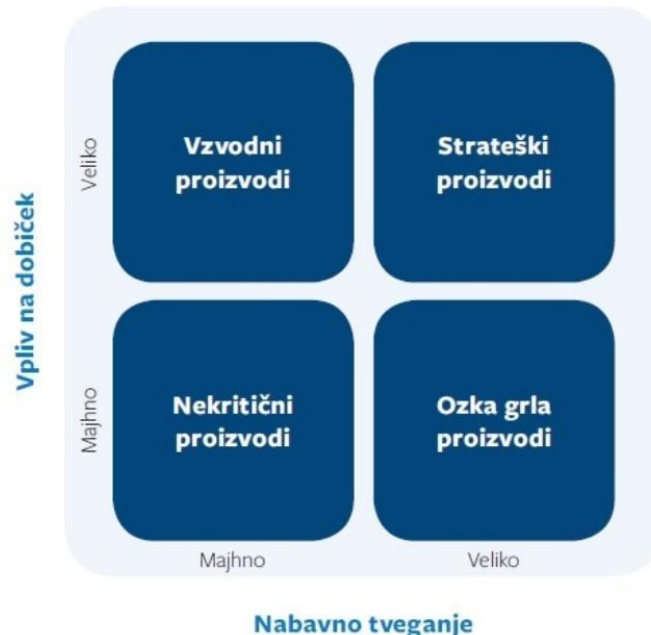 Vpliv na dobiček
Veliko
Vzvodni
proizvodi
Strateški
proizvodi
Majhno
Nekritični
proizvodi
Ozka grla
proizvodi
Majhno
Veliko
Nabavno tveganje